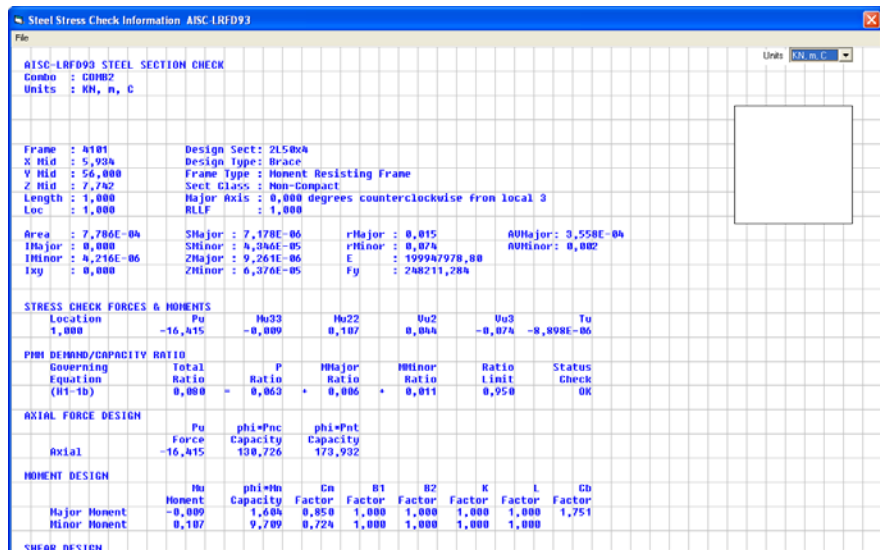 Steel Stress Check Information AISC-LRFD93
File
Units KN, m, C
AISC-LRFD93 STEEL SECTION CHECK
Combo : COMB2
Units : KN, m, C
Frame : 4101 Design Sect: 2L50x4
X Mid : 5,934 Design Type: Brace
Y Mid : 56,000 Frame Type : Moment Resisting Frame
Z Mid : 7,742 Sect Class : Non-Compact
Length : 1,000 Major Axis : 0,000 degrees counterclockwise from local 3
Loc : 1,000 RLLF : 1,000
Area : 7,786E-04 SMajor : 7,178E-06 rMajor : 0,015 AVMajor: 3,558E-04
IMajor : 0,000 SMinor : 4,346E-05 rMinor : 0,074 AVMinor: 0,002
IMinor : 4,216E-06 ZMajor : 9,261E-06 E : 199947978,80
Ixy : 0,000 ZMinor : 6,376E-05 Fy : 248211,284
STRESS CHECK FORCES & MOMENTS
Location Pu Mu33 Mu22 Vu2 Vu3 Tu
1,000 -16,415 -0,009 0,107 0,044 -0,074 -8,898E-06
PMM DEMAND/CAPACITY RATIO
Governing Total P MMajor MMinor Ratio Status
Equation Ratio Ratio Ratio Ratio Limit Check
(H1-1b) 0,080 = 0,063 + 0,006 + 0,011 0,950 OK
AXIAL FORCE DESIGN
Pu phi*Pnc phi*Pnt
Force Capacity Capacity
Axial -16,415 130,726 173,932
MOMENT DESIGN
Mu phi*Mn Cm B1 B2 K L Cb
Moment Capacity Factor Factor Factor Factor Factor Factor
Major Moment -0,009 1,604 0,850 1,000 1,000 1,000 1,000 1,751
Minor Moment 0,107 9,709 0,724 1,000 1,000 1,000 1,000
SHEAR DESIGN